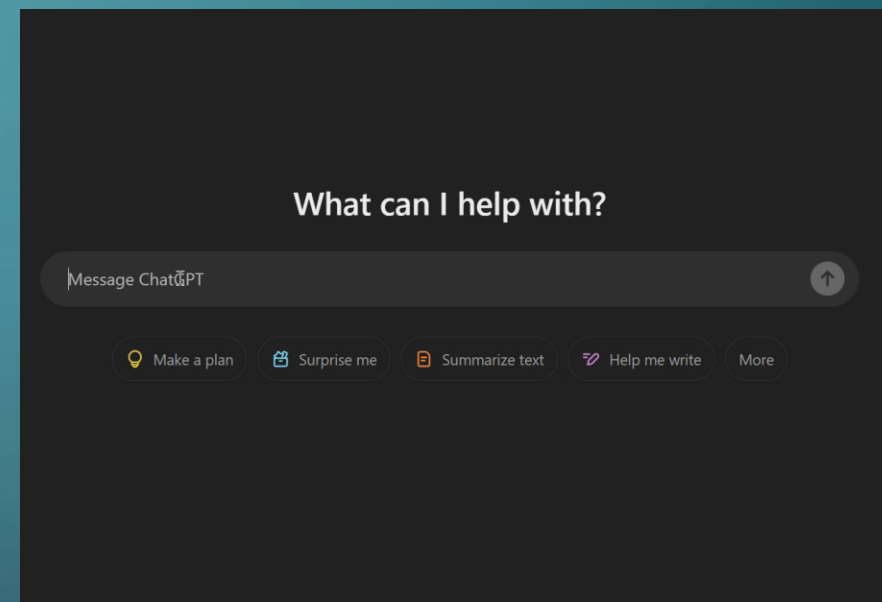 What can I help with?
Message ChatGPT
Make a plan Surprise me Summarize text Help me write More